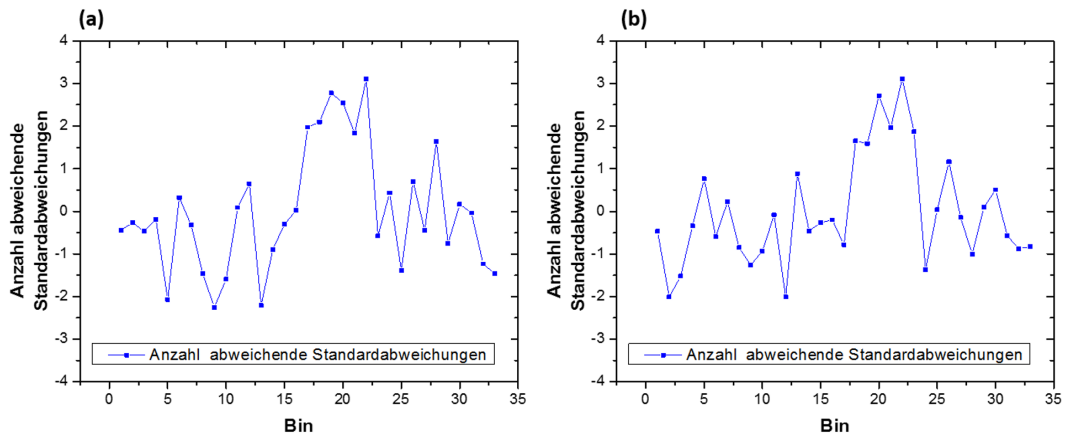 (a)
Anzahl abweichende
Standardabweichungen
4
3
2
1
0
-1
-2
-3
-4
Anzahl  abweichende Standardabweichungen
0 5 10 15 20 25 30 35
Bin
(b)
Anzahl abweichende
Standardabweichungen
4
3
2
1
0
-1
-2
-3
-4
Anzahl  abweichende Standardabweichungen
0 5 10 15 20 25 30 35
Bin